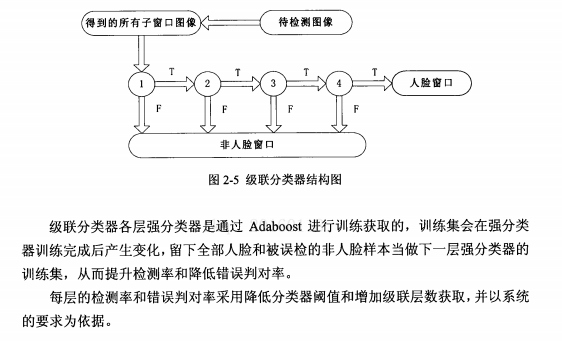 得到的所有子窗口图像 待检测图像
1 T 2 T 3 T 4 T 人脸窗口
F F F F
非人脸窗口
图 2-5 级联分类器结构图
级联分类器各层强分类器是通过 Adaboost 进行训练获取的，训练集会在强分类
器训练完成后产生变化，留下全部人脸和被误检的非人脸样本当做下一层强分类器的
训练集，从而提升检测率和降低错误判对率。
每层的检测率和错误判对率采用降低分类器阈值和增加级联层数获取，并以系统
的要求为依据。